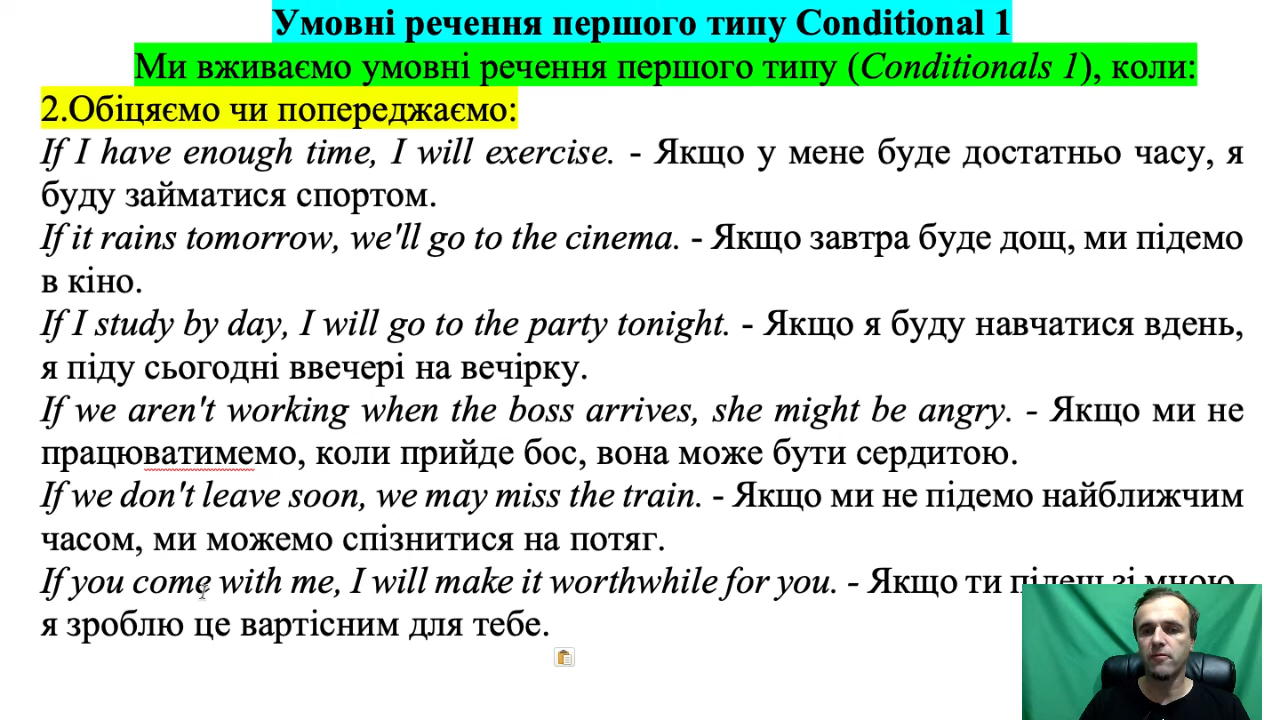 Умовні речення першого типу Conditional 1
Ми вживаємо умовні речення першого типу (Conditionals 1), коли:
2.Обіцяємо чи попереджаємо:
If I have enough time, I will exercise. - Якщо у мене буде достатньо часу, я
буду займатися спортом.
If it rains tomorrow, we'll go to the cinema. - Якщо завтра буде дощ, ми підемо
в кіно.
If I study by day, I will go to the party tonight. - Якщо я буду навчатися вдень,
я піду сьогодні ввечері на вечірку.
If we aren't working when the boss arrives, she might be angry. - Якщо ми не
працюватимемо, коли прийде бос, вона може бути сердитою.
If we don't leave soon, we may miss the train. - Якщо ми не підемо найближчим
часом, ми можемо спізнитися на потяг.
If you come with me, I will make it worthwhile for you. - Якщо ти підеш зі мною,
я зроблю це вартісним для тебе.